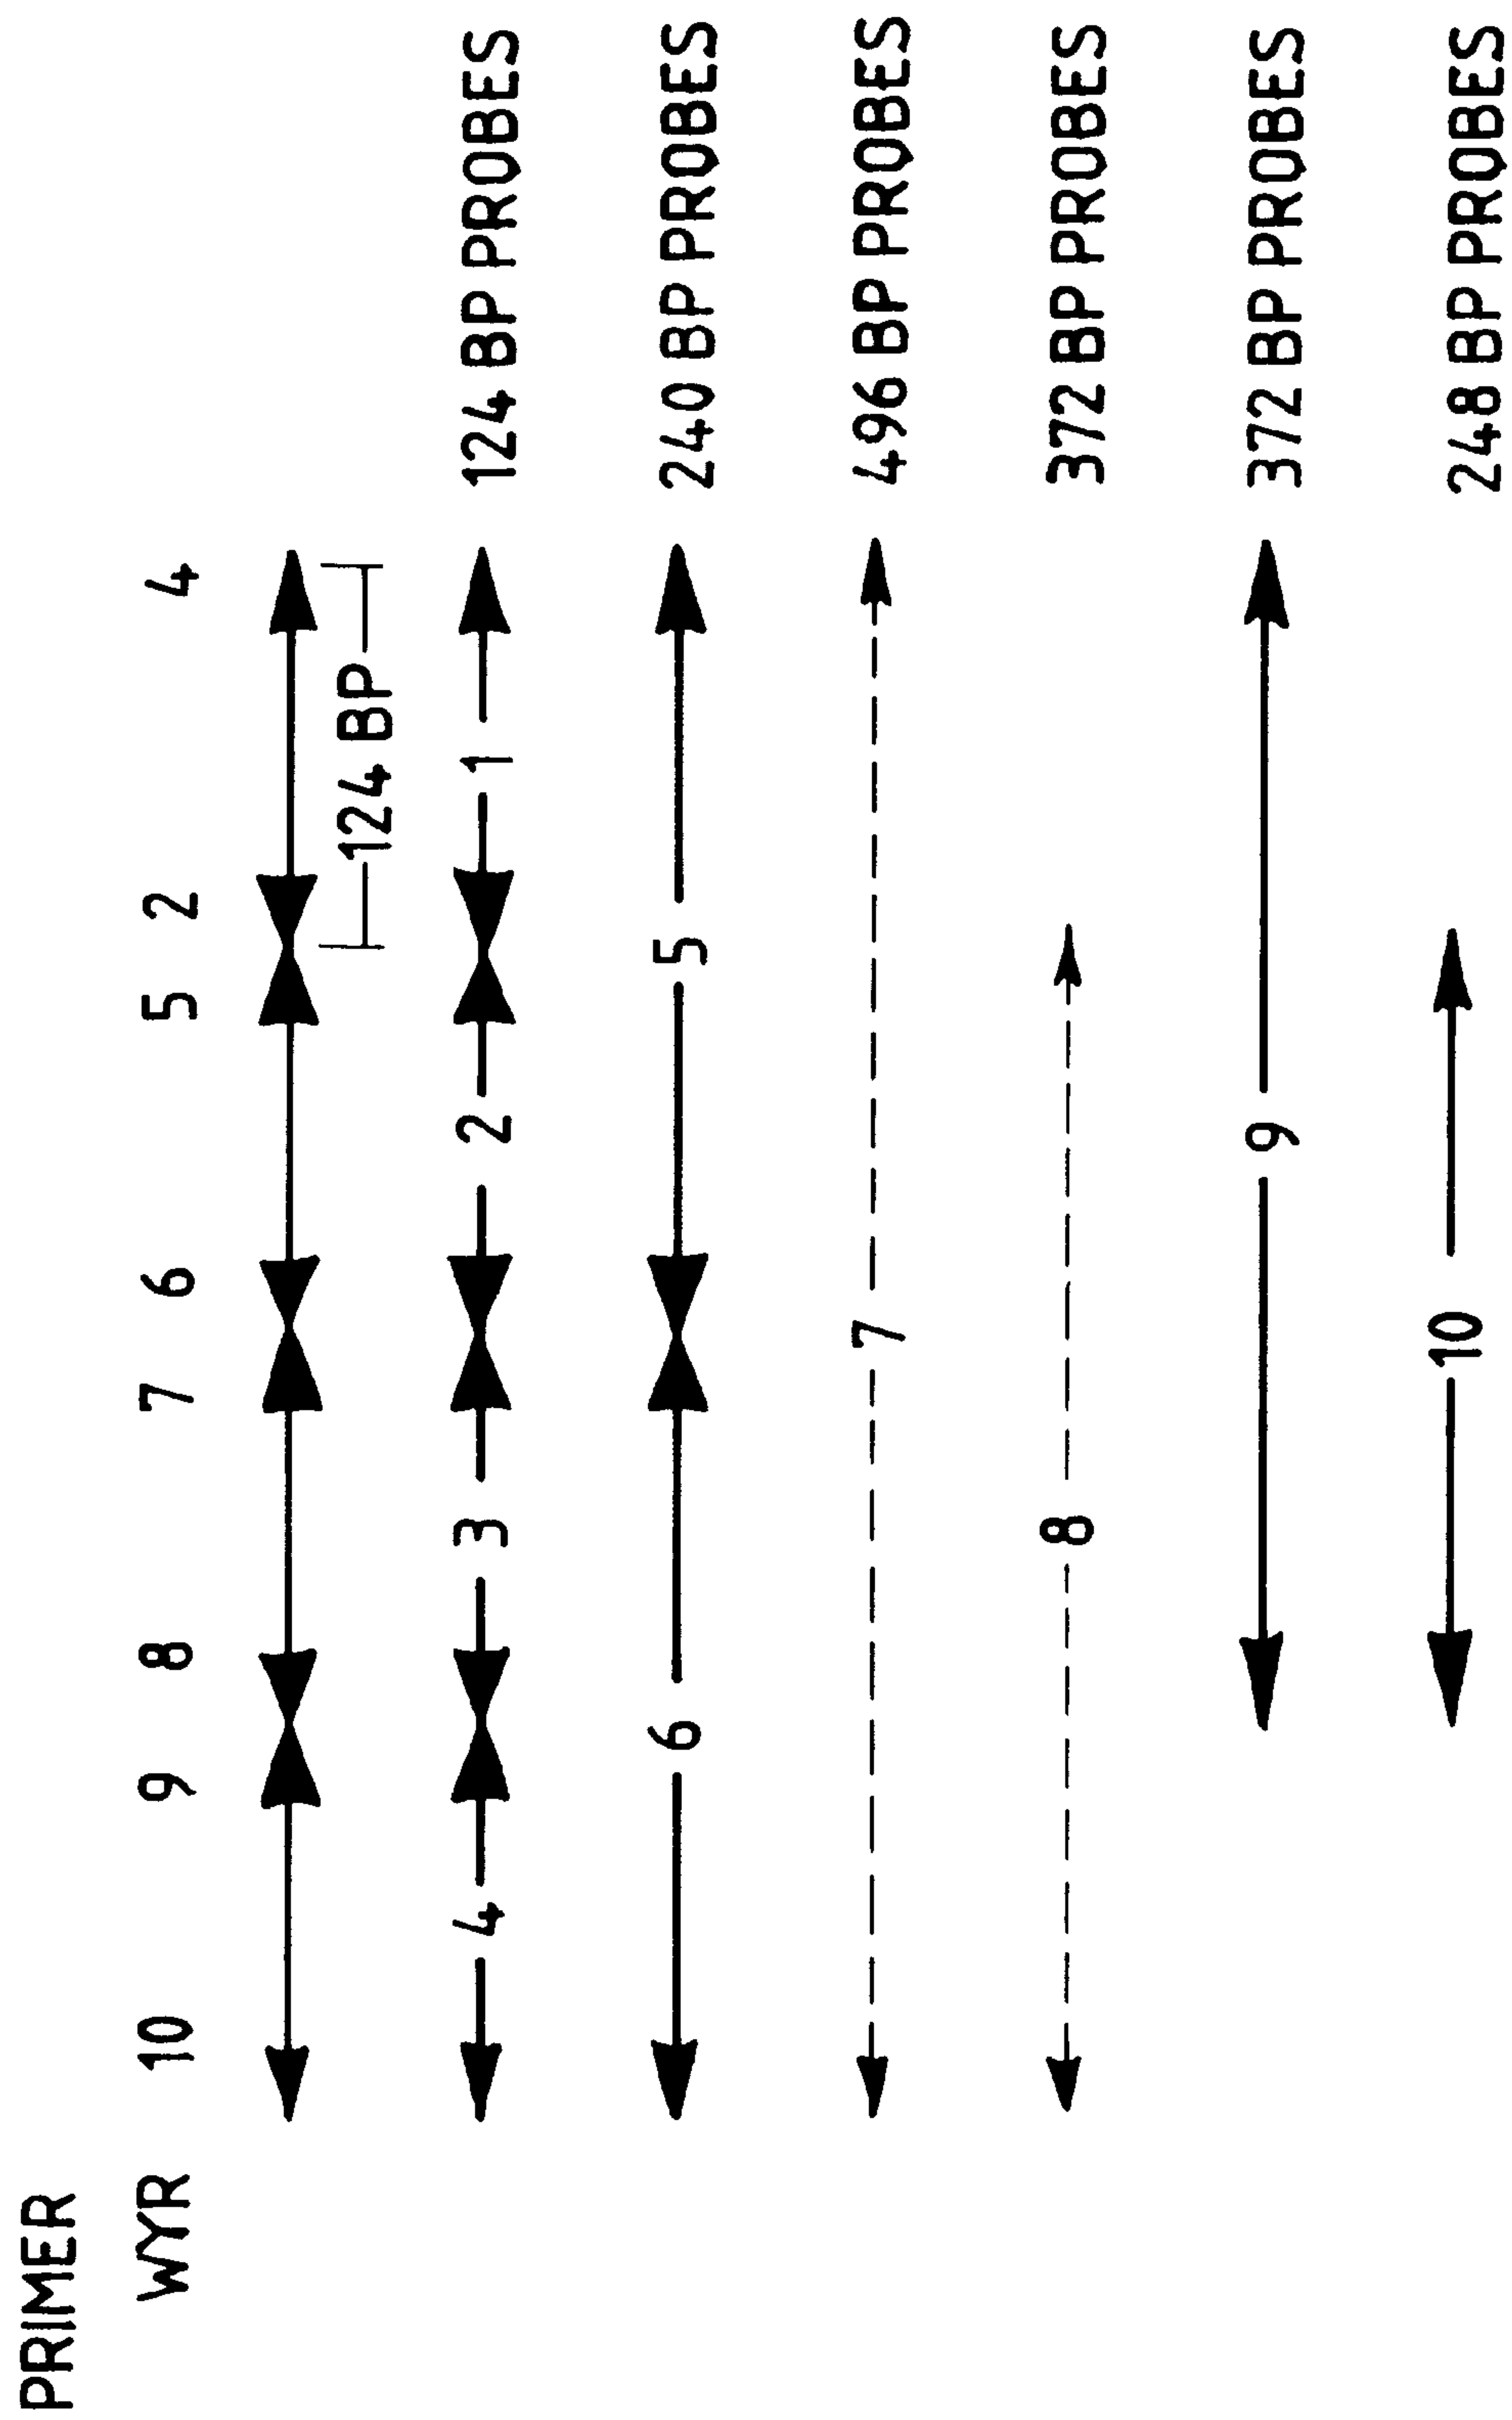 PRIMER
WYR 10 9 8 7 6 5 2 4
124 BP
4 3 2 1 124 BP PROBES
6 5 240 BP PROBES
7 496 BP PROBES
8 372 BP PROBES
9 372 BP PROBES
10 248 BP PROBES